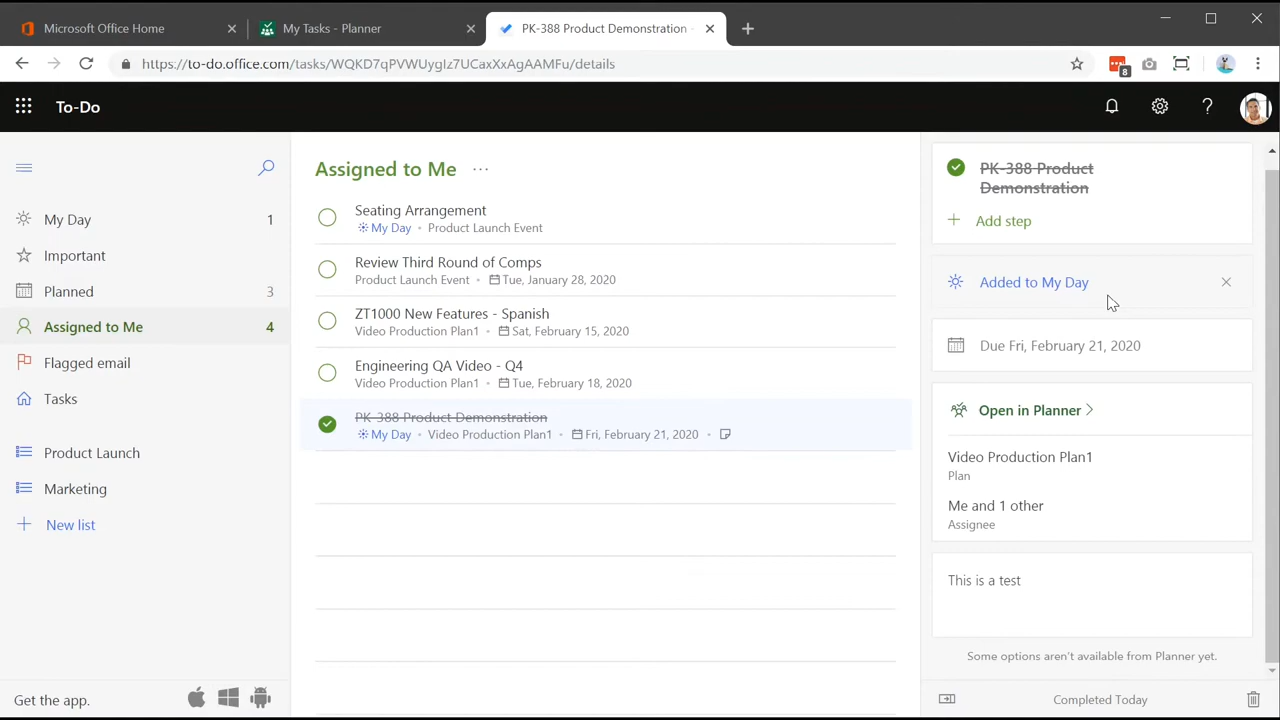 Microsoft Office Home
My Tasks - Planner
PK-388 Product Demonstration -
https://to-do.office.com/tasks/WQKD7qPVWUygIz7UCaxXxAgAAMFu/details
8
To-Do
?
My Day 1
Important
Planned 3
Assigned to Me 4
Flagged email
Tasks
Product Launch
Marketing
New list
Get the app.
Assigned to Me ...
Seating Arrangement
My Day • Product Launch Event
Review Third Round of Comps
Product Launch Event • Tue, January 28, 2020
ZT1000 New Features - Spanish
Video Production Plan1 • Sat, February 15, 2020
Engineering QA Video - Q4
Video Production Plan1 • Tue, February 18, 2020
PK-388 Product Demonstration
My Day • Video Production Plan1 • Fri, February 21, 2020 •
PK-388 Product
Demonstration
Add step
Added to My Day
Due Fri, February 21, 2020
Open in Planner
Video Production Plan1
Plan
Me and 1 other
Assignee
This is a test
Some options aren't available from Planner yet.
Completed Today